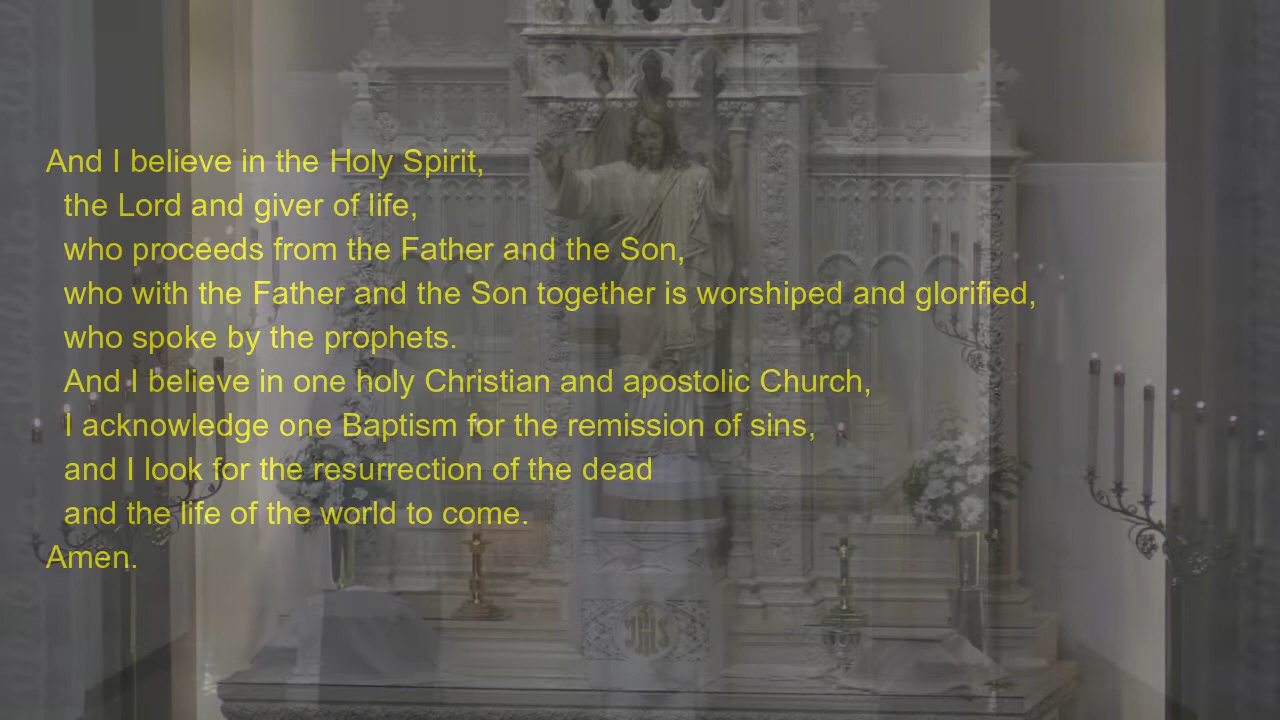 And I believe in the Holy Spirit,
the Lord and giver of life,
who proceeds from the Father and the Son,
who with the Father and the Son together is worshiped and glorified,
who spoke by the prophets.
And I believe in one holy Christian and apostolic Church,
I acknowledge one Baptism for the remission of sins,
and I look for the resurrection of the dead
and the life of the world to come.
Amen.
IHS